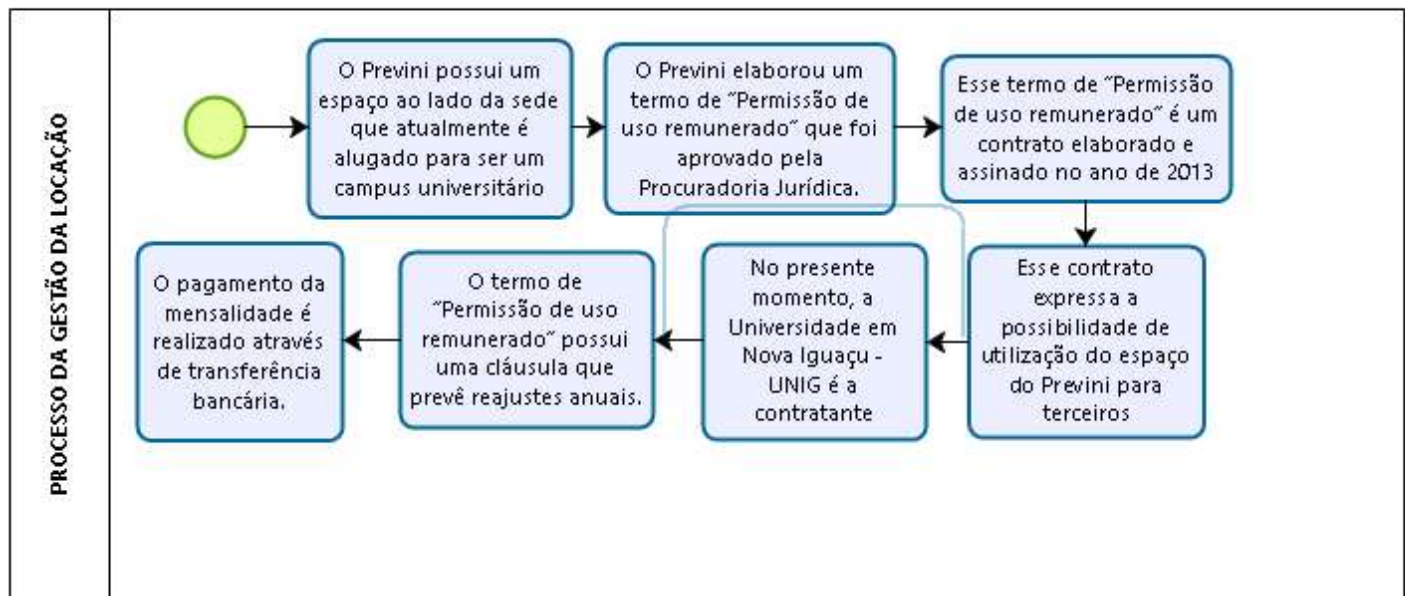 PROCESSO DA GESTÃO DA LOCAÇÃO
O Previni possui um
espaço ao lado da sede
que atualmente é
alugado para ser um
campus universitário
O Previni elaborou um
termo de “Permissão de
uso remunerado” que foi
aprovado pela
Procuradoria Jurídica.
Esse termo de “Permissão
de uso remunerado” é um
contrato elaborado e
assinado no ano de 2013
Esse contrato
expressa a
possibilidade de
utilização do espaço
do Previni para
terceiros
No presente
momento, a
Universidade em
Nova Iguaçu -
UNIG é a
contratante
O termo de
“Permissão de uso
remunerado” possui
uma cláusula que
prevê reajustes anuais.
O pagamento da
mensalidade é
realizado através
de transferência
bancária.